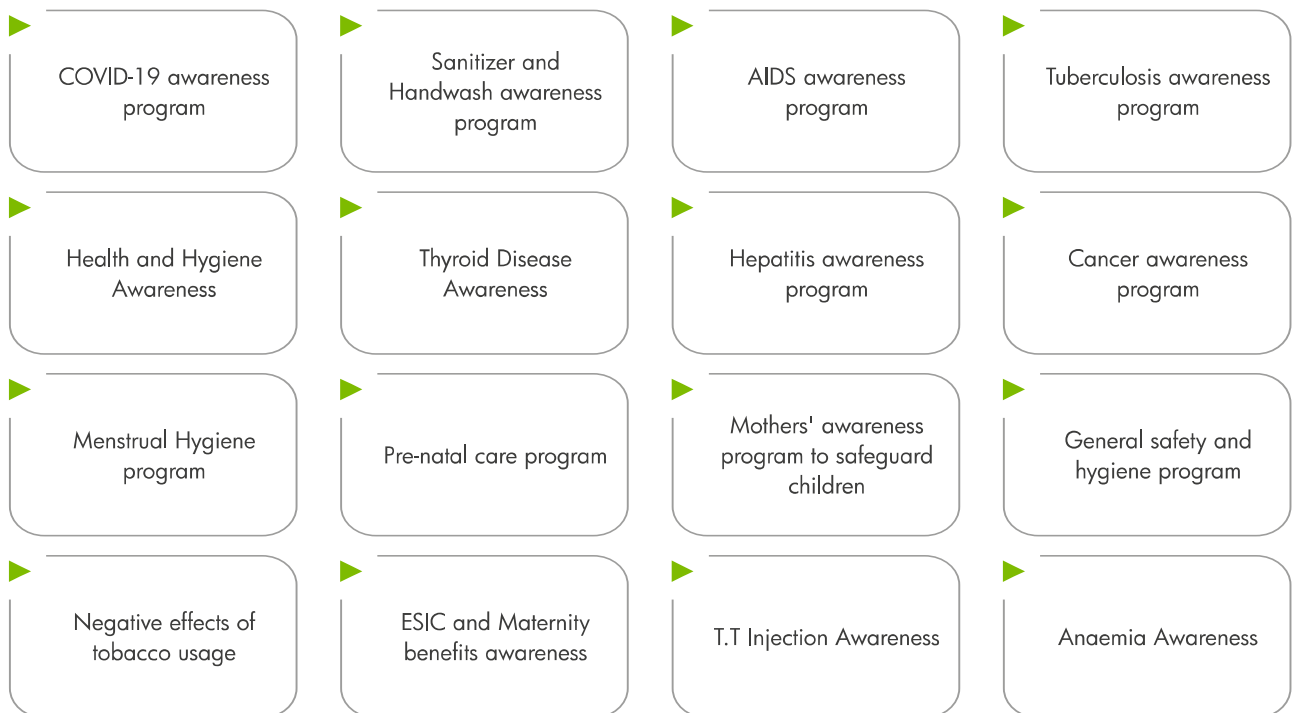 COVID-19 awareness
program
Sanitizer and
Handwash awareness
program
AIDS awareness
program
Tuberculosis awareness
program
Health and Hygiene
Awareness
Thyroid Disease
Awareness
Hepatitis awareness
program
Cancer awareness
program
Menstrual Hygiene
program
Pre-natal care program
Mothers' awareness
program to safeguard
children
General safety and
hygiene program
Negative effects of
tobacco usage
ESIC and Maternity
benefits awareness
T.T Injection Awareness
Anaemia Awareness